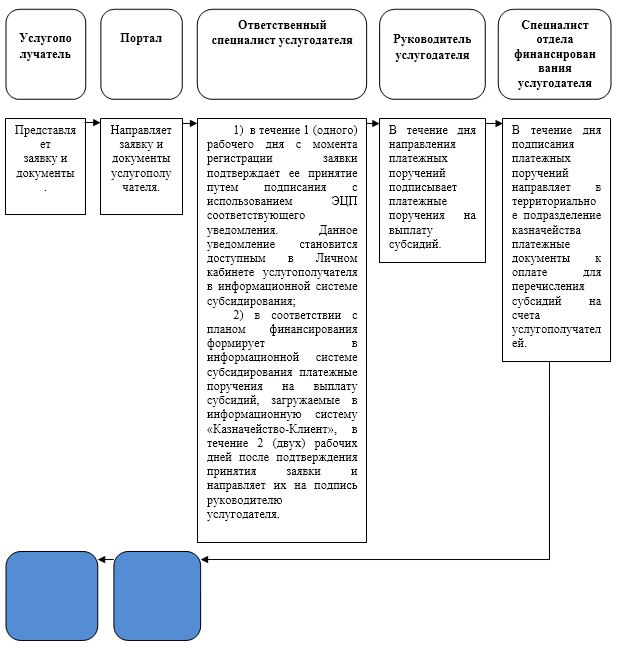 Услугопо
лучатель
Портал
Ответственный
специалист услугодателя
Руководитель
услугодателя
Специалист
отдела
финансирован
вания
услугодателя
Представля
ет
заявку и
документы
.
Направляет
заявку и
документы
услугополу
чателя.
1) в течение 1 (одного)
рабочего дня с момента
регистрации заявки
подтверждает ее принятие
путем подписания с
использованием ЭЦП
соответствующего
уведомления. Данное
уведомление становится
доступным в Личном
кабинете услугополучателя
в информационной системе
субсидирования;
2) в соответствии с
планом финансирования
формирует в
информационной системе
субсидирования платежные
поручения на выплату
субсидий, загружаемые в
информационную систему
«Казначейство-Клиент», в
течение 2 (двух) рабочих
дней после подтверждения
принятия заявки и
направляет их на подпись
руководителю
услугодателя.
В течение дня
направления
платежных
поручений
подписывает
платежные
поручения на
выплату
субсидий.
В течение дня
подписания
платежных
поручений
направляет в
территориально
е подразделение
казначейства
платежные
документы к
оплате для
перечисления
субсидий на
счета
услугополучател
ей.